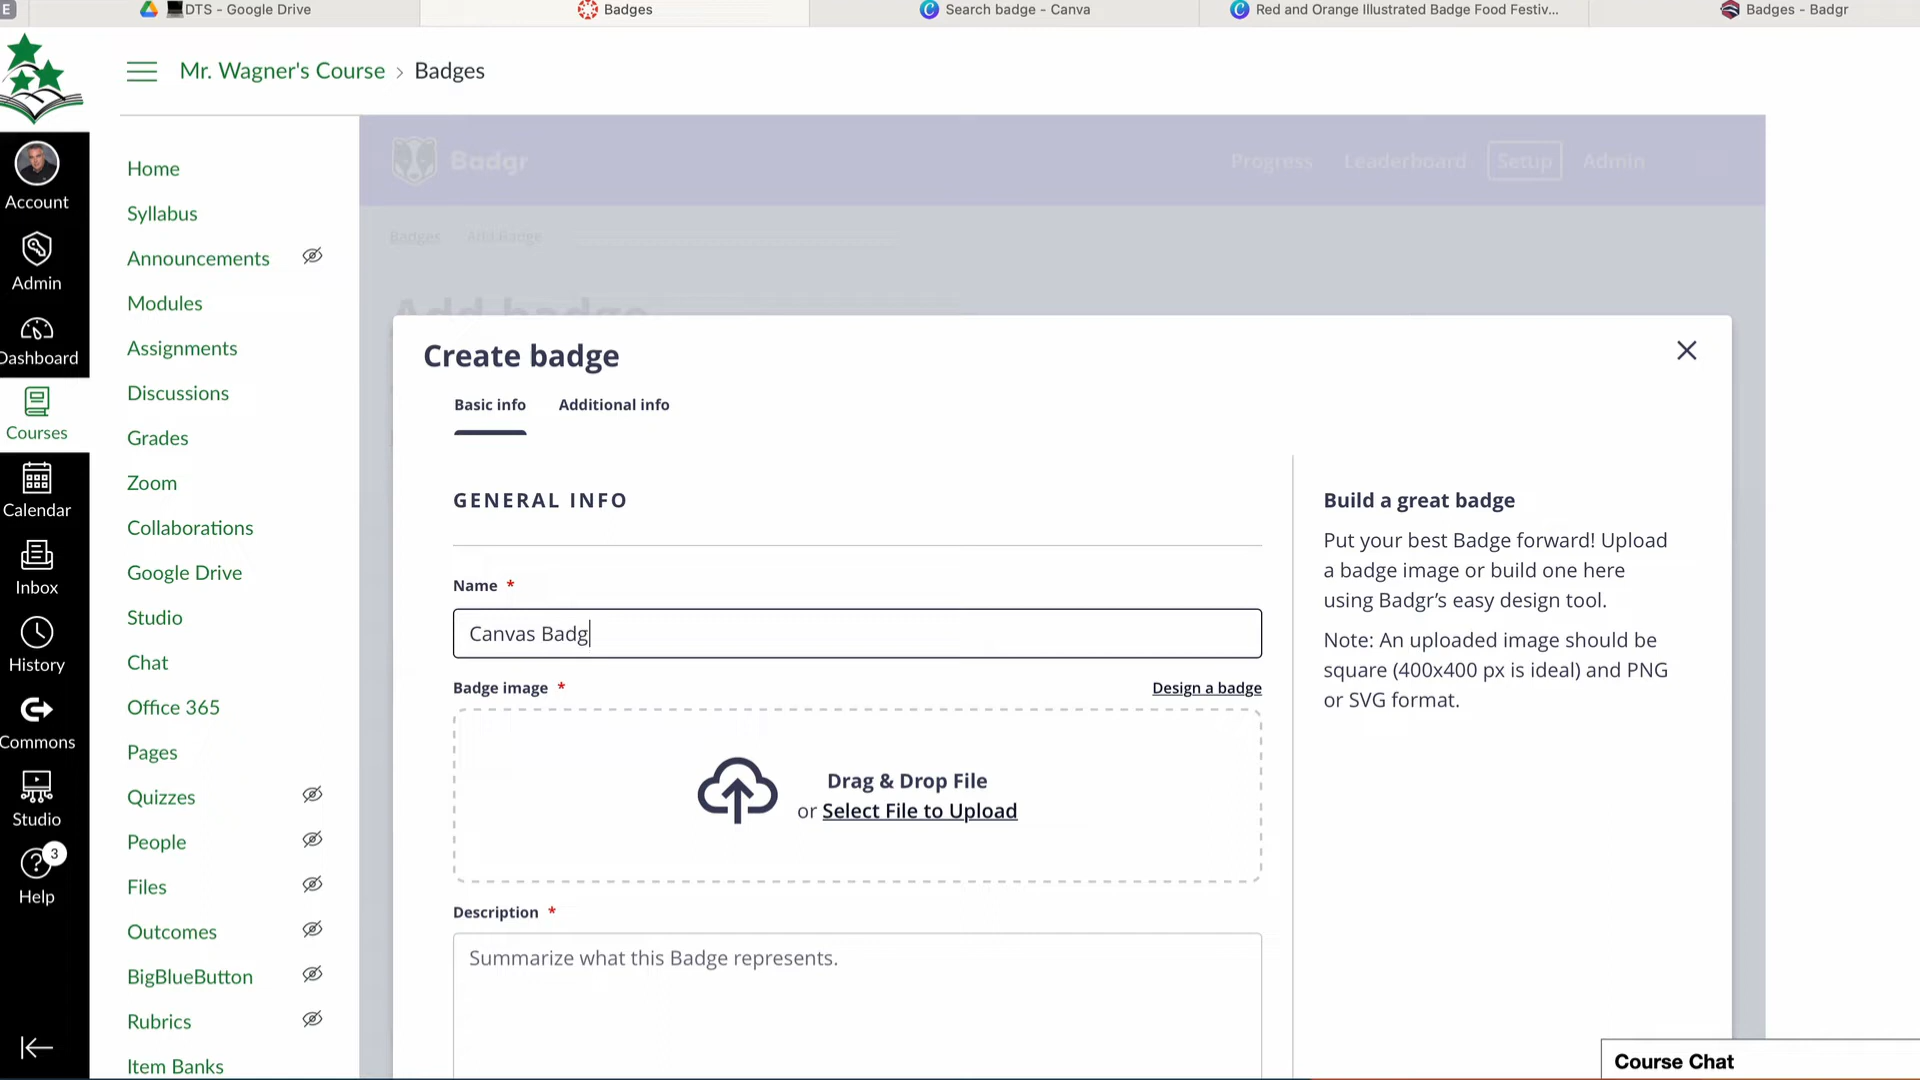 E
DTS - Google Drive
Badges
Search badge - Canva
Red and Orange Illustrated Badge Food Festiv...
Badges - Badgr
Mr. Wagner's Course › Badges
Account
Admin
Dashboard
Courses
Calendar
Inbox
History
Commons
Studio
3
Help
Home
Syllabus
Announcements
Modules
Assignments
Discussions
Grades
Zoom
Collaborations
Google Drive
Studio
Chat
Office 365
Pages
Quizzes
People
Files
Outcomes
BigBlueButton
Rubrics
Item Banks
Badgr
Progress Leaderboard Setup Admin
Badges Add Badge
Add badge
Create badge
Basic info Additional info
GENERAL INFO
Name *
Canvas Badg
Badge image * Design a badge
Drag & Drop File
or Select File to Upload
Description *
Summarize what this Badge represents.
Build a great badge
Put your best Badge forward! Upload
a badge image or build one here
using Badgr’s easy design tool.
Note: An uploaded image should be
square (400x400 px is ideal) and PNG
or SVG format.
Course Chat